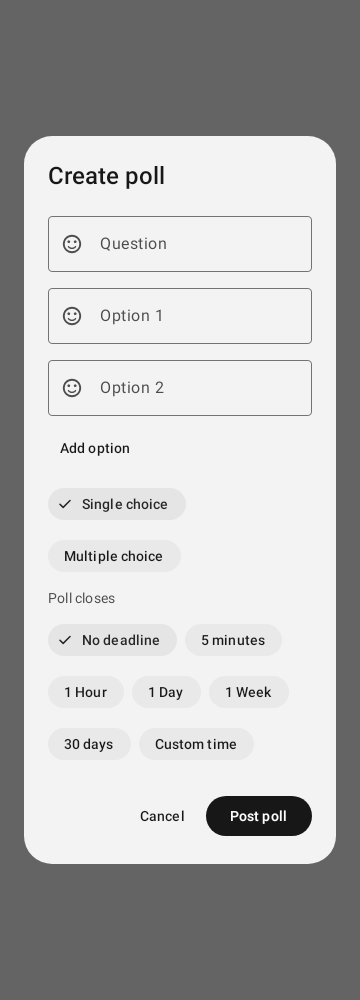 Create poll
Question
Option 1
Option 2
Add option
Single choice
Multiple choice
Poll closes
No deadline
5 minutes
1 Hour
1 Day
1 Week
30 days
Custom time
Cancel
Post poll